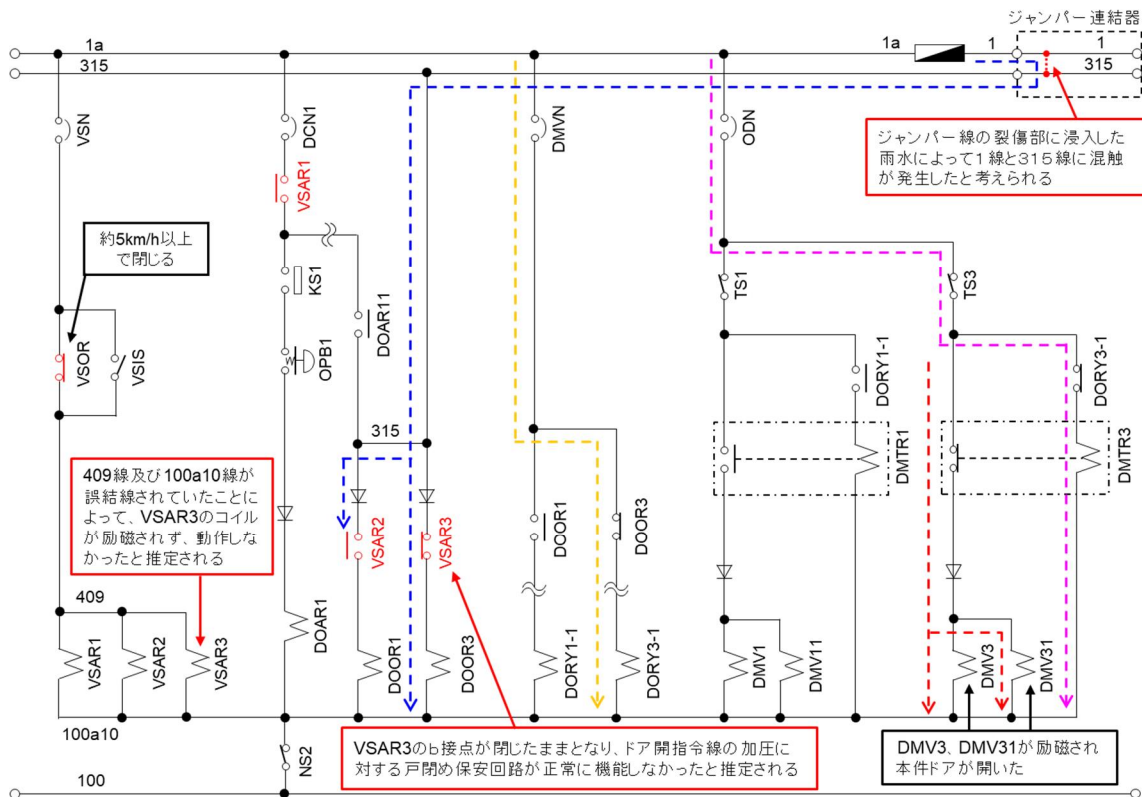 ジャンパー連結器
1a
1a
1
1
315
315
VSN
DCN1
DMVN
ODN
ジャンパー線の裂傷部に浸入した
雨水によって1線と315線に混触
が発生したと考えられる
VSAR1
約5km/h以上
で閉じる
KS1
DOAR11
TS1
TS3
VSOR
VSIS
OPB1
DORY1-1
DORY3-1
315
DMTR1
DMTR3
409線及び100a10線が
誤結線されていたことに
よって、VSAR3のコイル
が励磁されず、動作しな
かったと推定される
VSAR2
VSAR3
DOOR1
DOOR3
409
VSAR1
VSAR2
VSAR3
DOAR1
DOOR1
DOOR3
DORY1-1
DORY3-1
DMV1
DMV11
DMV3
DMV31
100a10
NS2
VSAR3のb接点が閉じたままとなり、ドア開指令線の加圧に
対する戸閉め保安回路が正常に機能しなかったと推定される
DMV3、DMV31が励磁され
本件ドアが開いた
100